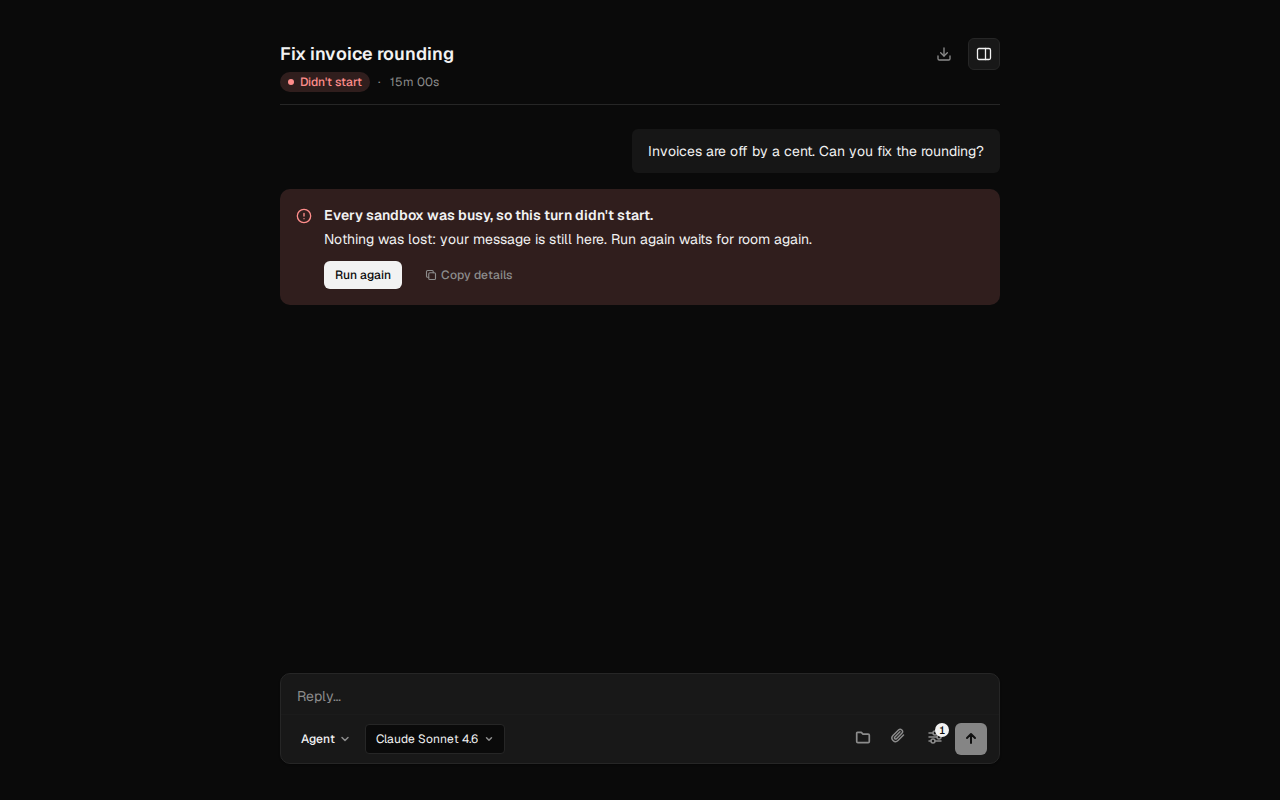 Fix invoice rounding
Didn't start · 15m 00s
Invoices are off by a cent. Can you fix the rounding?
Every sandbox was busy, so this turn didn't start.
Nothing was lost: your message is still here. Run again waits for room again.
Run again Copy details
Reply...
Agent Claude Sonnet 4.6 1